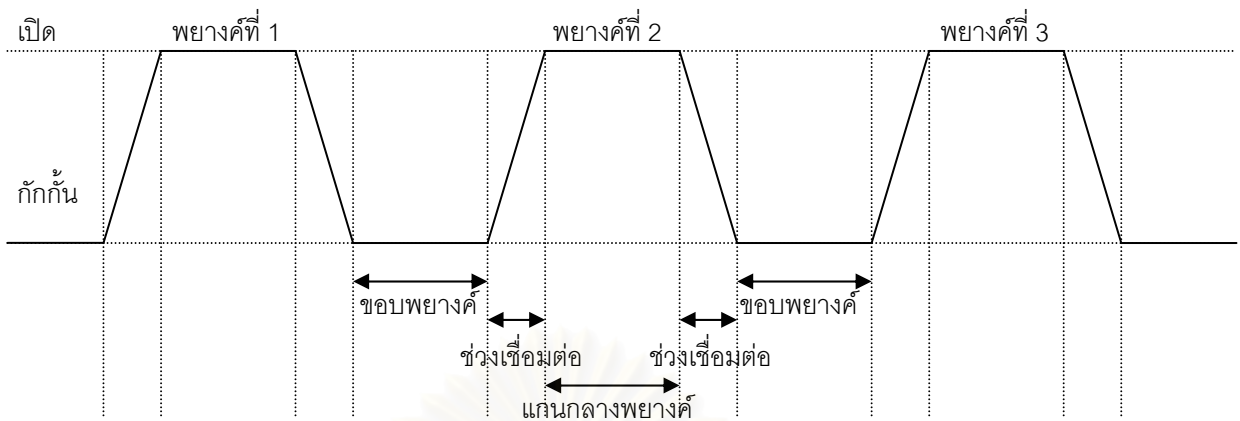 เปิด พยางค์ที่ 1 พยางค์ที่ 2 พยางค์ที่ 3
กักกั้น
ขอบพยางค์ ขอบพยางค์
ช่วงเชื่อมต่อ ช่วงเชื่อมต่อ
แกนกลางพยางค์